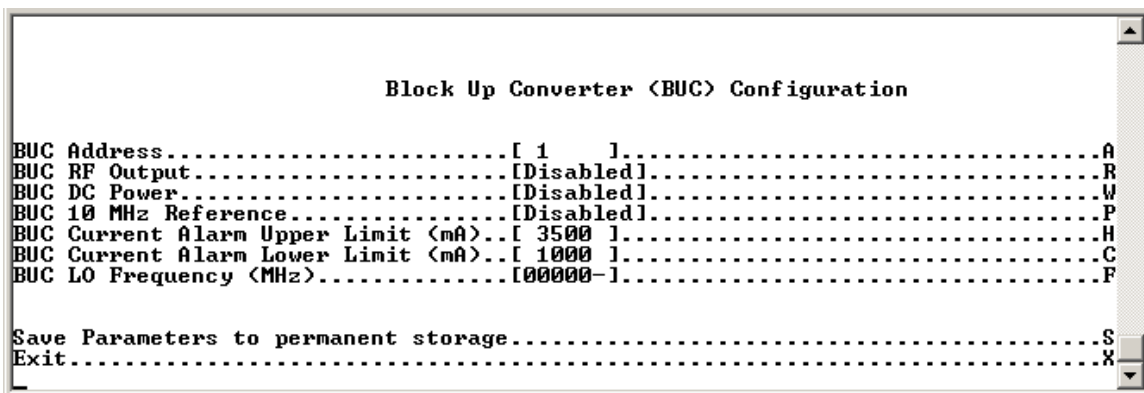 Block Up Converter (BUC) Configuration
BUC Address.........................[ 1    ]...................................A
BUC RF Output.......................[Disabled]...................................R
BUC DC Power........................[Disabled]...................................W
BUC 10 MHz Reference................[Disabled]...................................P
BUC Current Alarm Upper Limit (mA)..[ 3500 ]...................................H
BUC Current Alarm Lower Limit (mA)..[ 1000 ]...................................C
BUC LO Frequency (MHz)..............[00000-]...................................F
Save Parameters to permanent storage...........................................S
Exit...........................................................................X